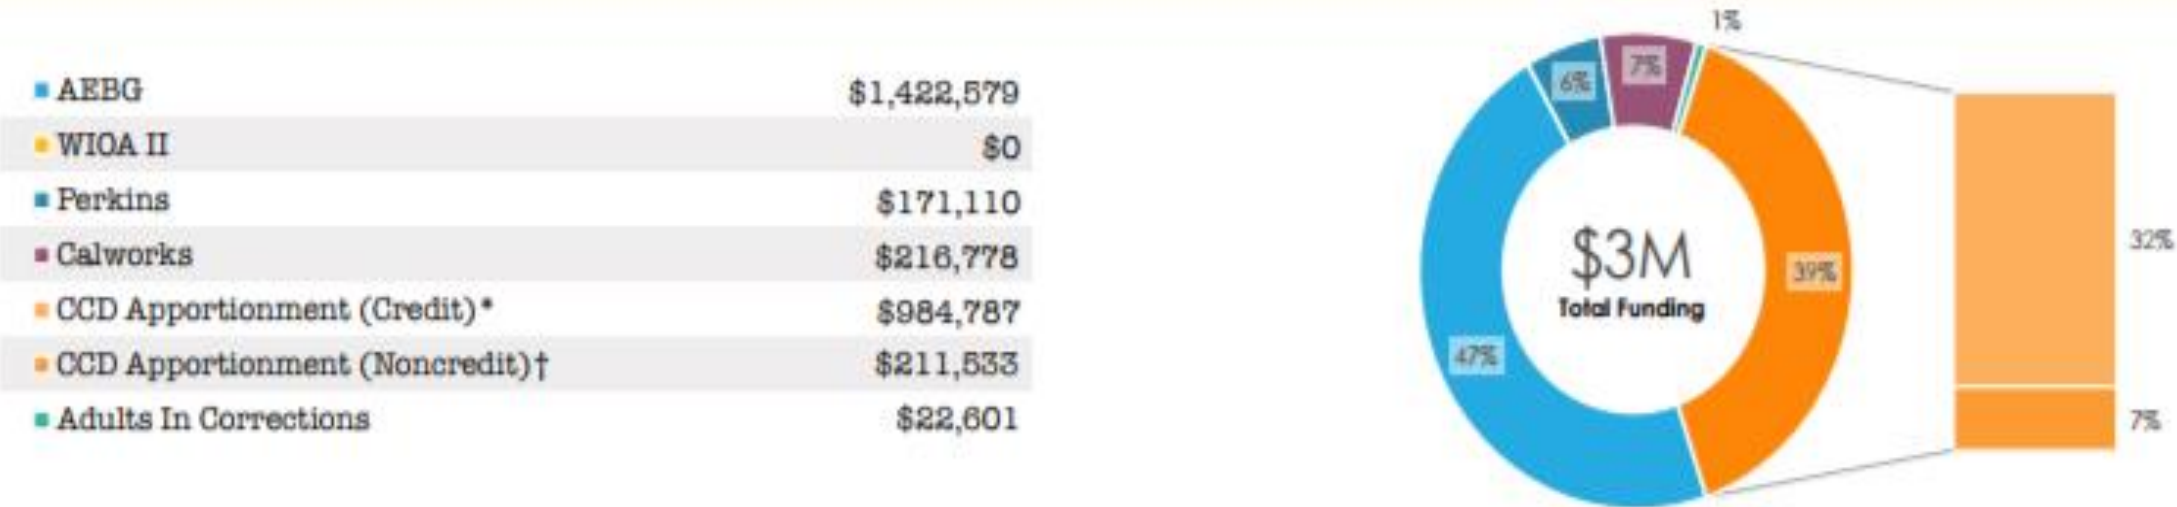 AEBG $1,422,579
WIOA II $0
Perkins $171,110
Calworks $216,778
CCD Apportionment (Credit)* $984,787
CCD Apportionment (Noncredit)† $211,533
Adults In Corrections $22,601
1%
7%
6%
32%
$3M
39%
Total Funding
47%
7%